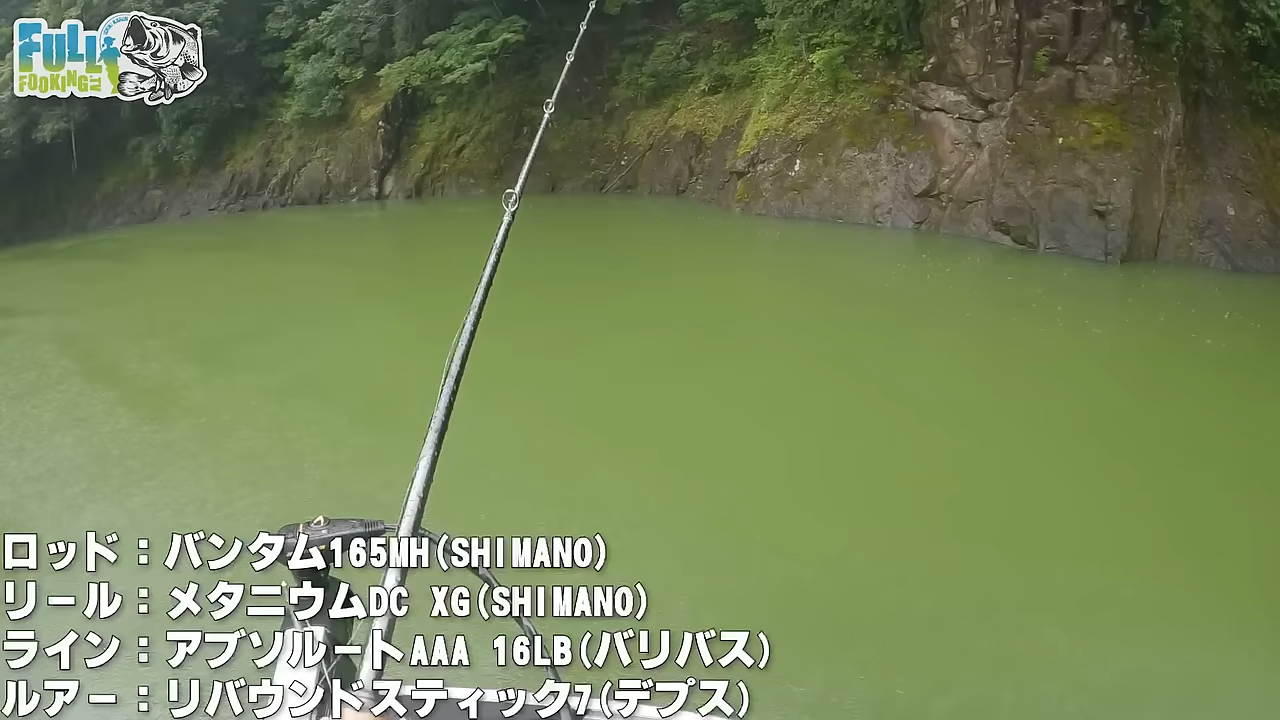 FULL
FOOKING
ロッド：バンタム165MH(SHIMANO)
リール：メタニウムDC XG(SHIMANO)
ライン：アブソルートAAA 16LB(バリバス)
ルアー：リバウンドスティック7(デプス)